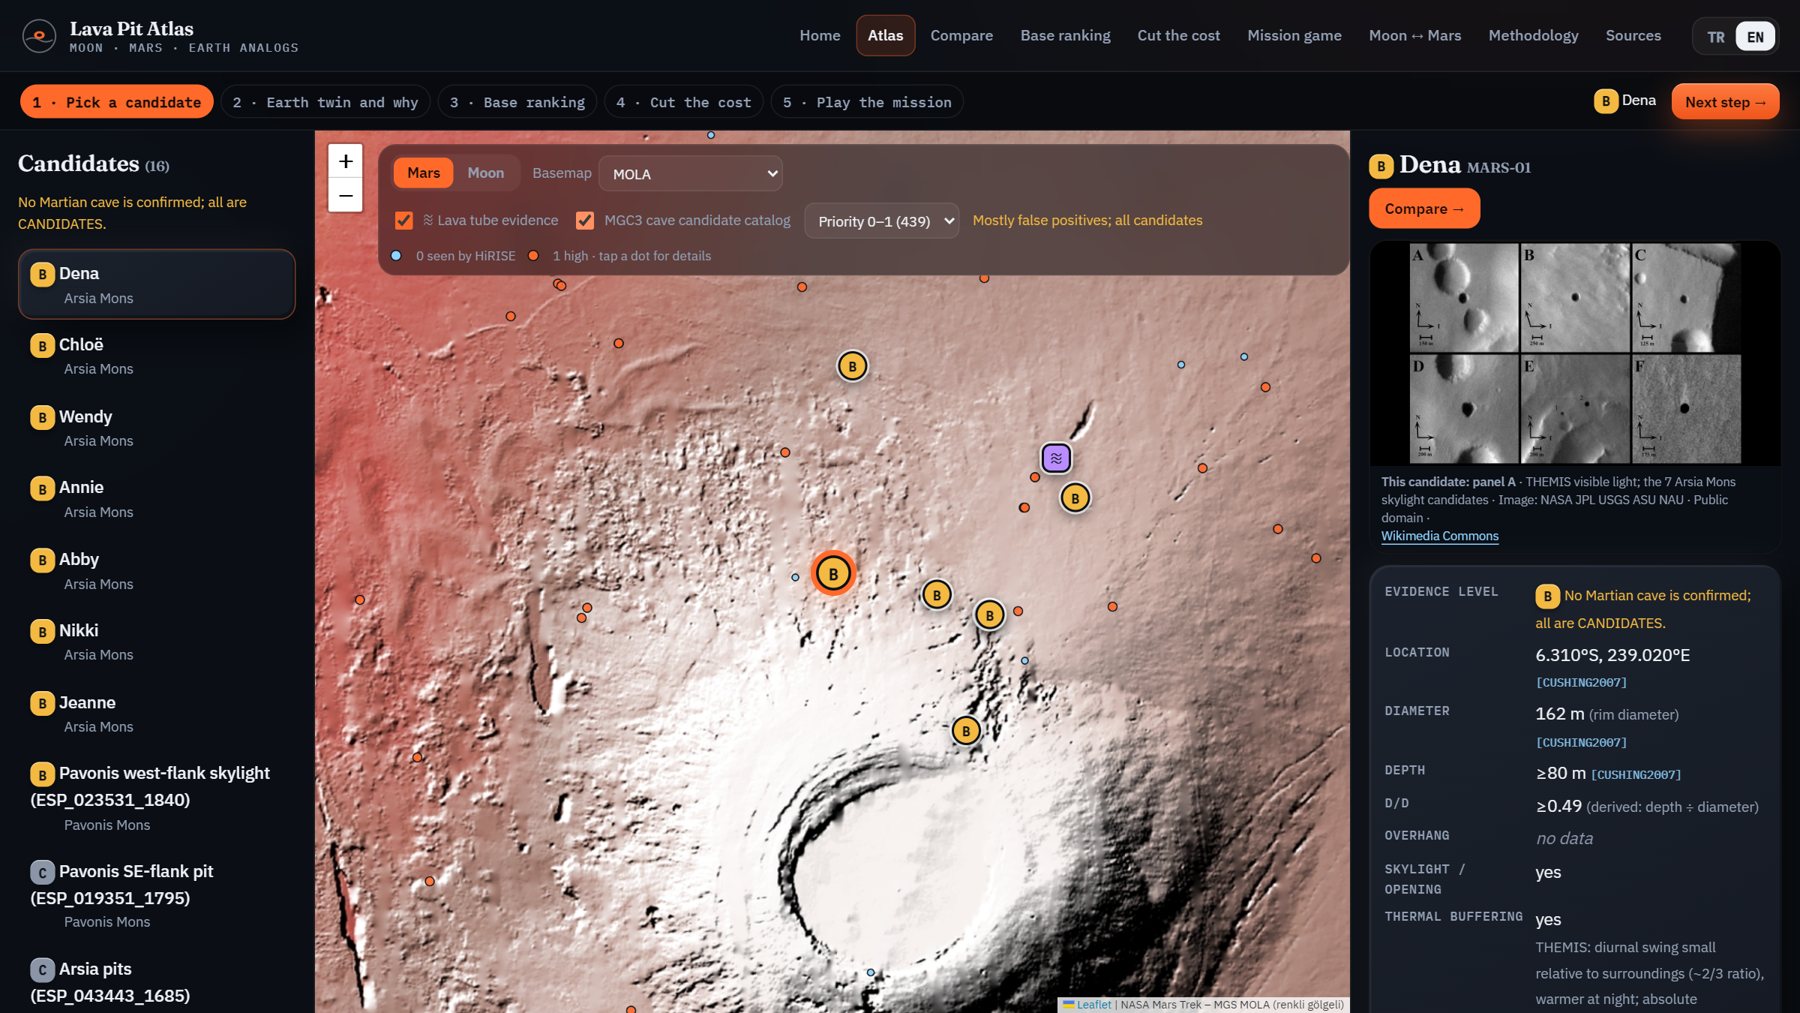 Lava Pit Atlas
MOON · MARS · EARTH ANALOGS
Home
Atlas
Compare
Base ranking
Cut the cost
Mission game
Moon ↔ Mars
Methodology
Sources
TR
EN
1 · Pick a candidate
2 · Earth twin and why
3 · Base ranking
4 · Cut the cost
5 · Play the mission
B Dena
Next step →
Candidates (16)
No Martian cave is confirmed; all are
CANDIDATES.
B Dena
Arsia Mons
B Chloë
Arsia Mons
B Wendy
Arsia Mons
B Annie
Arsia Mons
B Abby
Arsia Mons
B Nikki
Arsia Mons
B Jeanne
Arsia Mons
B Pavonis west-flank skylight
(ESP_023531_1840)
Pavonis Mons
C Pavonis SE-flank pit
(ESP_019351_1795)
Pavonis Mons
C Arsia pits
(ESP_043443_1685)
+
−
Mars
Moon
Basemap
MOLA
≋ Lava tube evidence
MGC3 cave candidate catalog
Priority 0–1 (439)
Mostly false positives; all candidates
0 seen by HiRISE
1 high · tap a dot for details
B
≋
B
B
B
B
B
Leaflet | NASA Mars Trek – MGS MOLA (renkli gölgeli)
B Dena MARS-01
Compare →
A
B
C
D
E
F
This candidate: panel A · THEMIS visible light; the 7 Arsia Mons
skylight candidates · Image: NASA JPL USGS ASU NAU · Public
domain ·
Wikimedia Commons
EVIDENCE LEVEL
B No Martian cave is confirmed;
all are CANDIDATES.
LOCATION
6.310°S, 239.020°E
[CUSHING2007]
DIAMETER
162 m (rim diameter)
[CUSHING2007]
DEPTH
≥80 m [CUSHING2007]
D/D
≥0.49 (derived: depth ÷ diameter)
OVERHANG
no data
SKYLIGHT /
OPENING
yes
THERMAL BUFFERING
yes
THEMIS: diurnal swing small
relative to surroundings (~2/3 ratio),
warmer at night; absolute